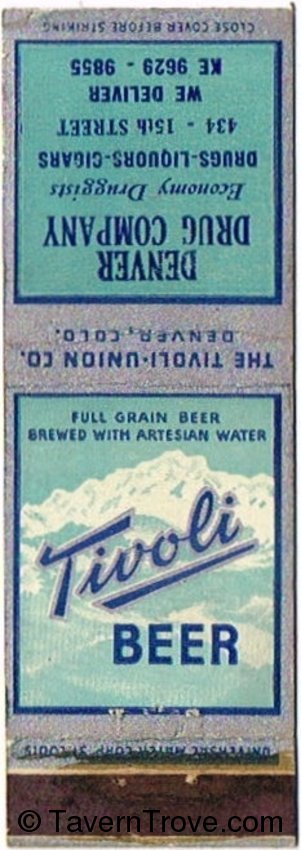 CLOSE COVER BEFORE STRIKING
DENVER
DRUG COMPANY
Economy Druggists
DRUGS-LIQUORS-CIGARS
434 - 15th STREET
WE DELIVER
KE 9629 - 9855
THE TIVOLI-UNION CO.
DENVER, COLO.
FULL GRAIN BEER
BREWED WITH ARTESIAN WATER
Tivoli
BEER
UNIVERSAL MATCH CORP. ST. LOUIS
© TavernTrove.com